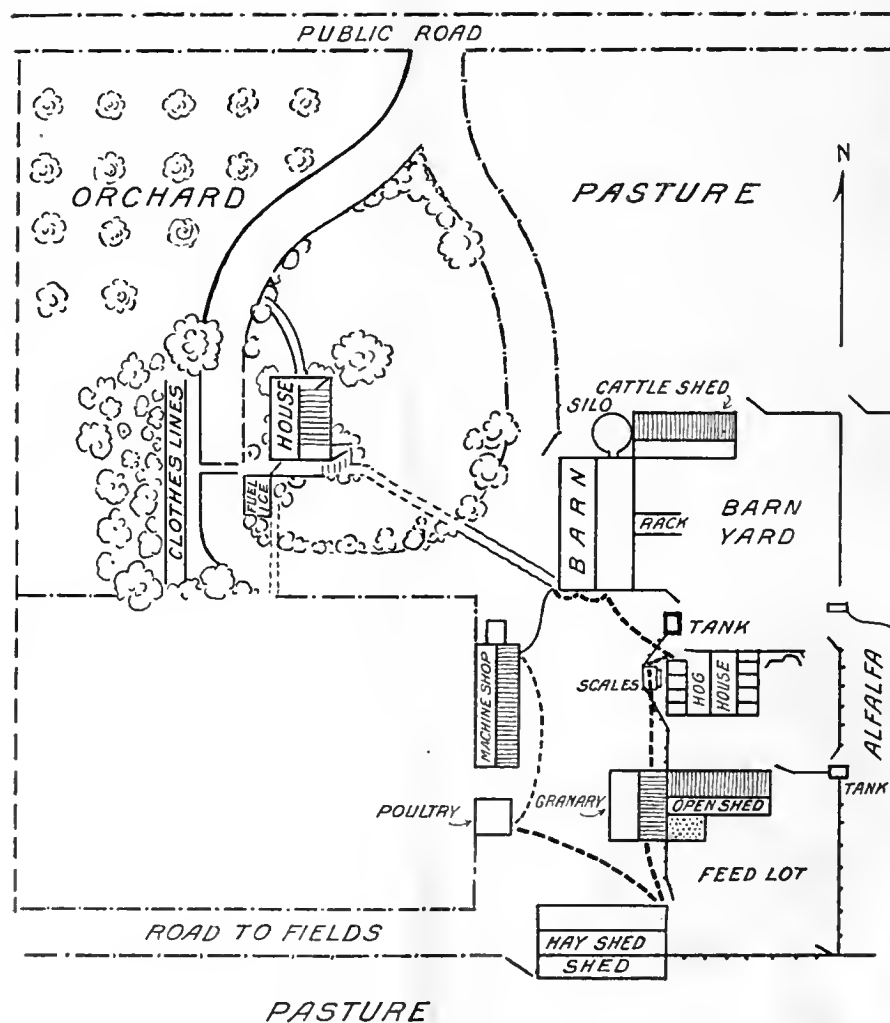 PUBLIC ROAD
N
ORCHARD
PASTURE
CATTLE SHED
SILO
HOUSE
CLOTHES LINES
FUEL
ICE
BARN
RACK
BARN
YARD
TANK
MACHINE SHOP
SCALES
HOG
HOUSE
ALFALFA
TANK
POULTRY
GRANARY
OPEN SHED
FEED LOT
ROAD TO FIELDS
HAY SHED
SHED
PASTURE